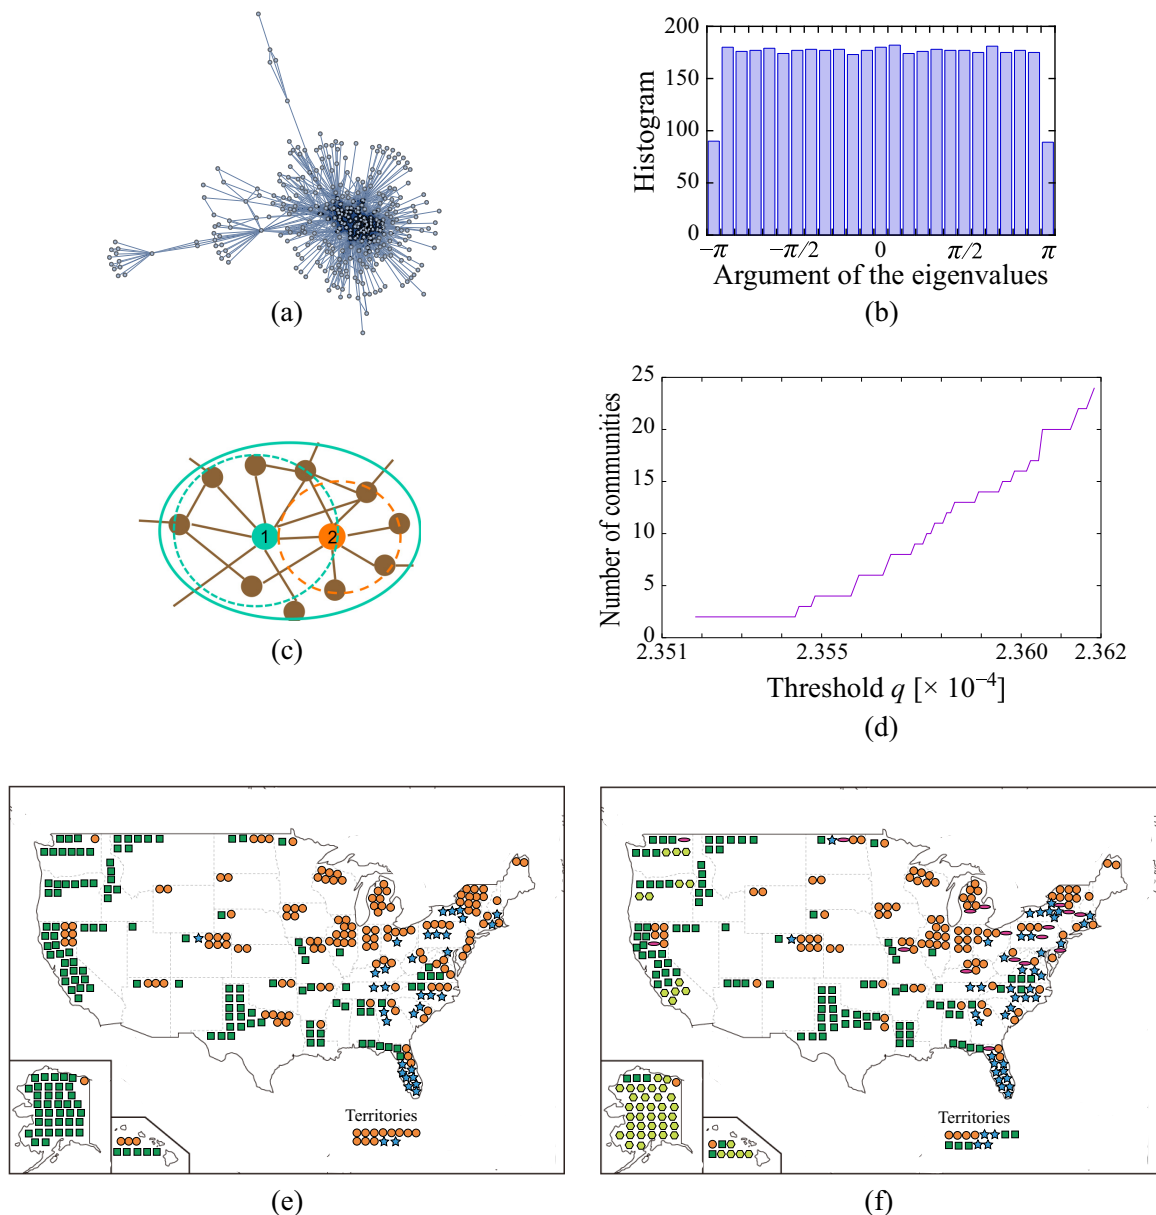 200
150
100
50
0
Histogram
−π
−π/2
0
π/2
π
Argument of the eigenvalues
(a)
(b)
1
2
(c)
25
20
15
10
5
0
Number of communities
2.351
2.355
2.360
2.362
Threshold q [× 10⁻⁴]
(d)
Territories
(e)
Territories
(f)